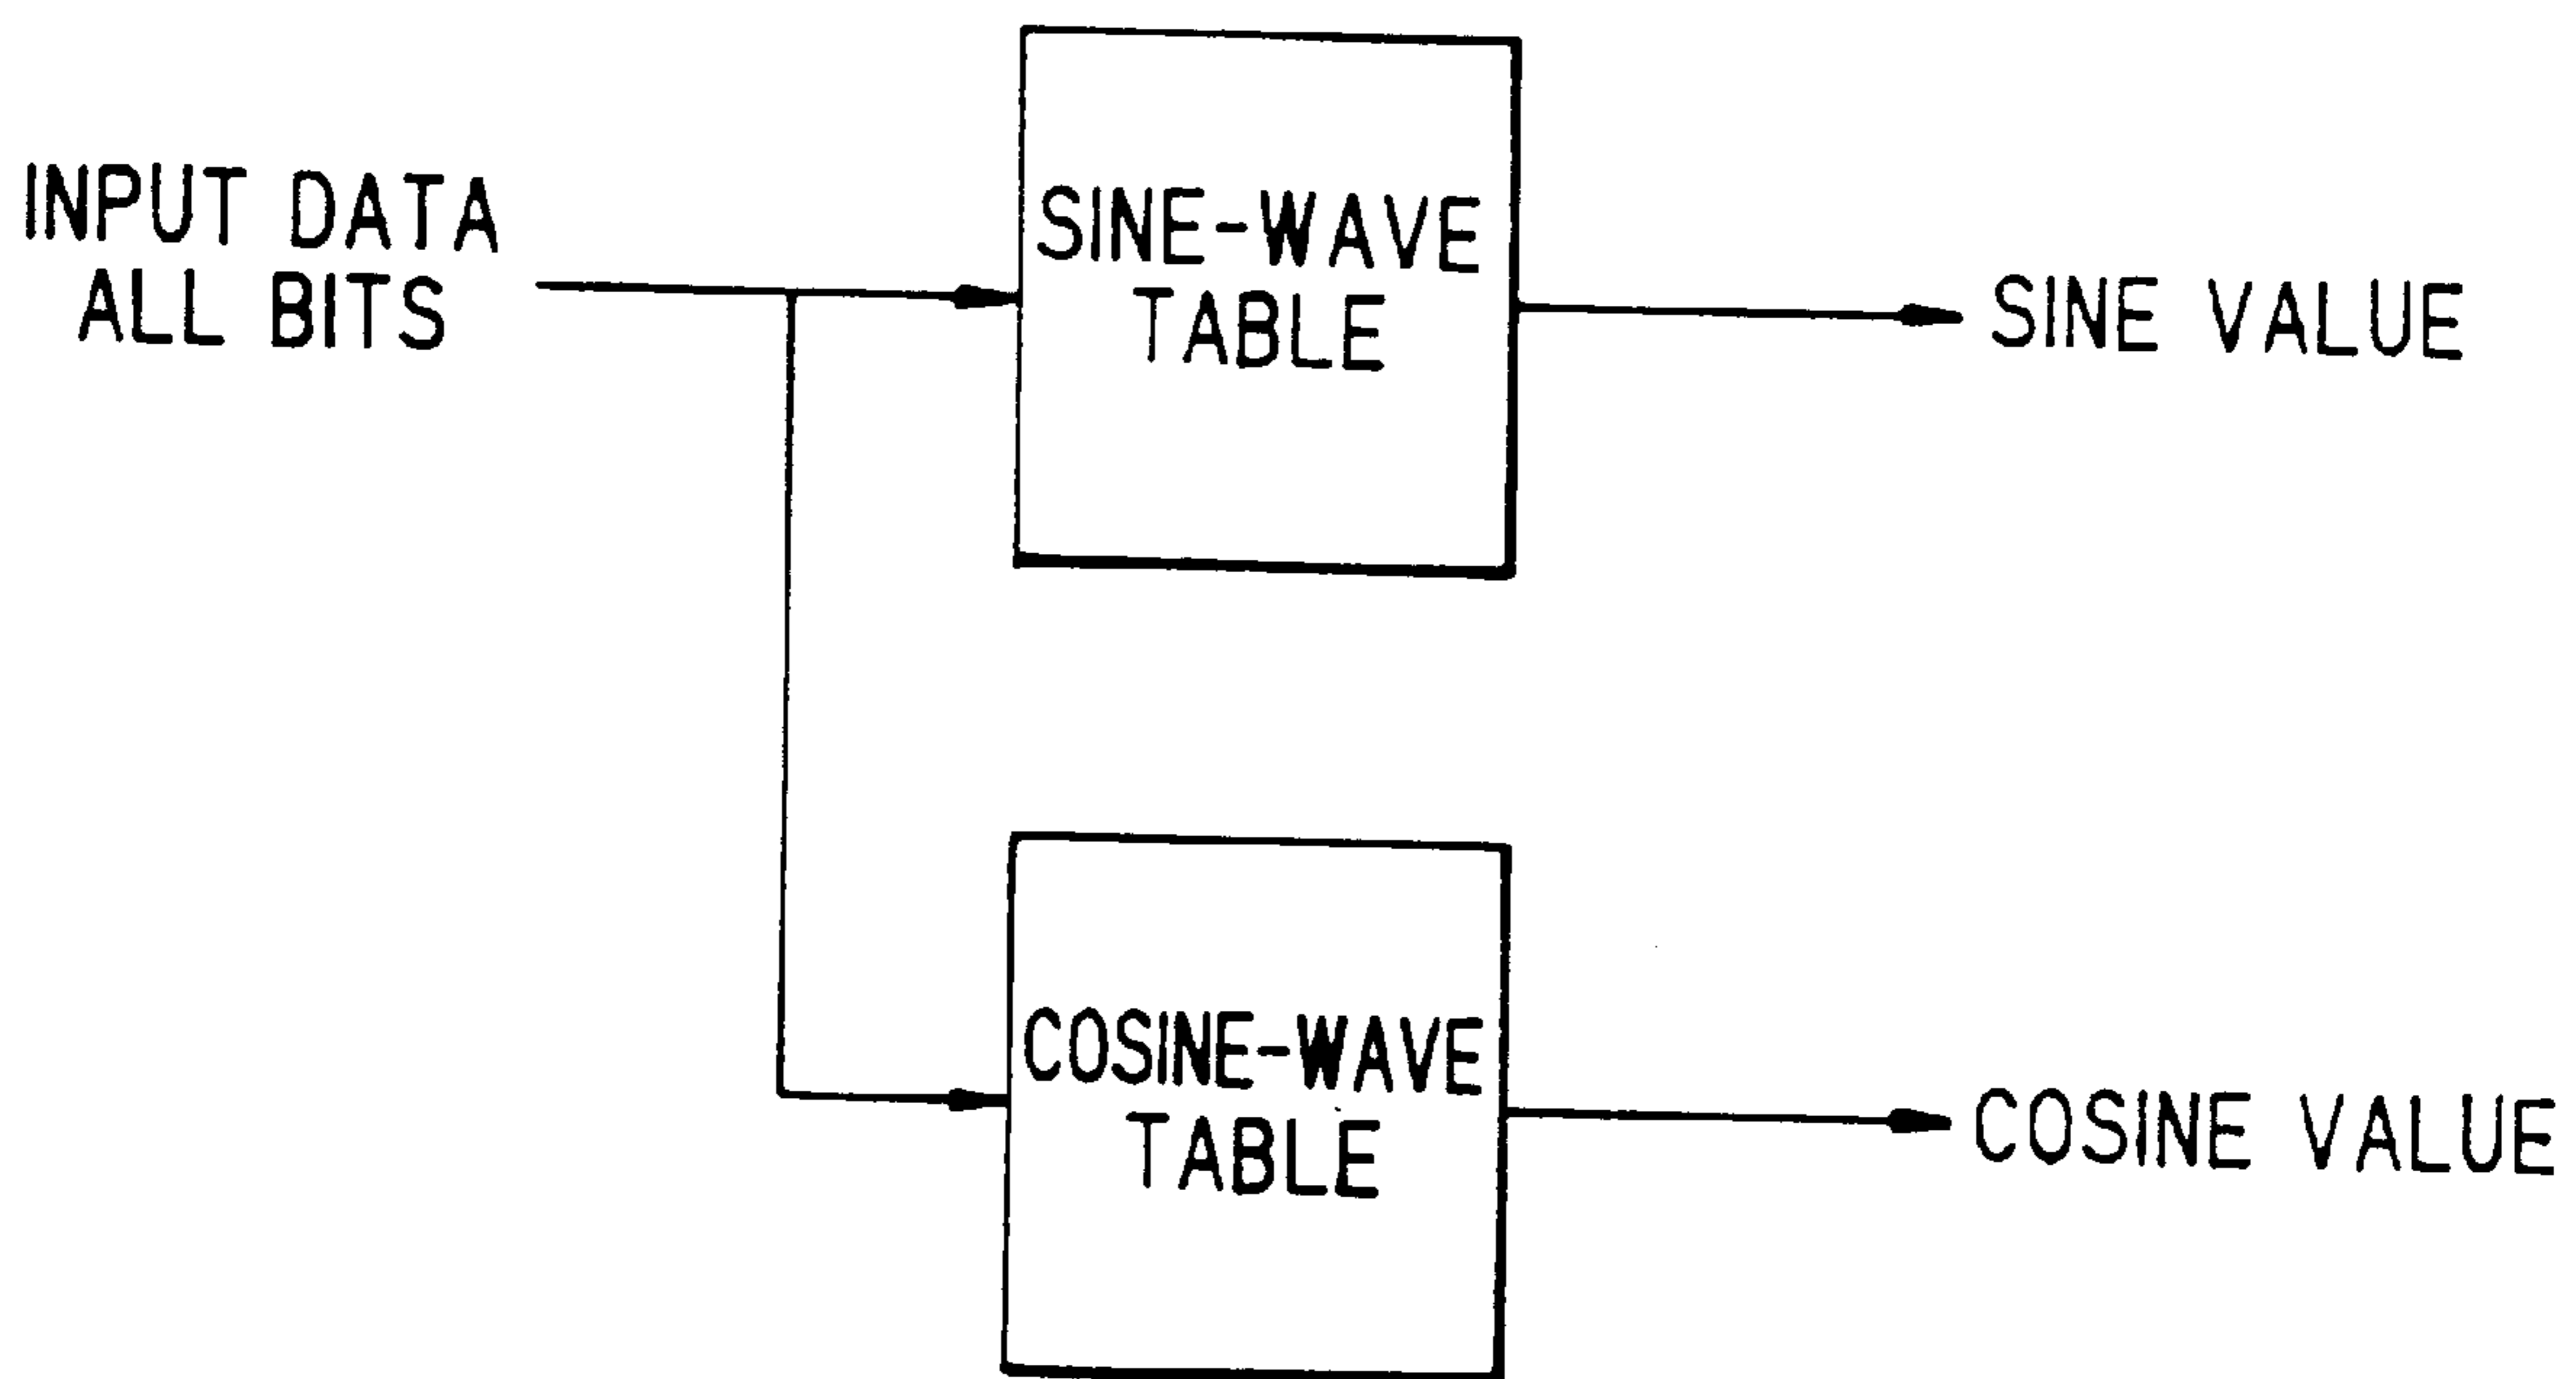 INPUT DATA
ALL BITS
SINE-WAVE
TABLE
SINE VALUE
COSINE-WAVE
TABLE
COSINE VALUE